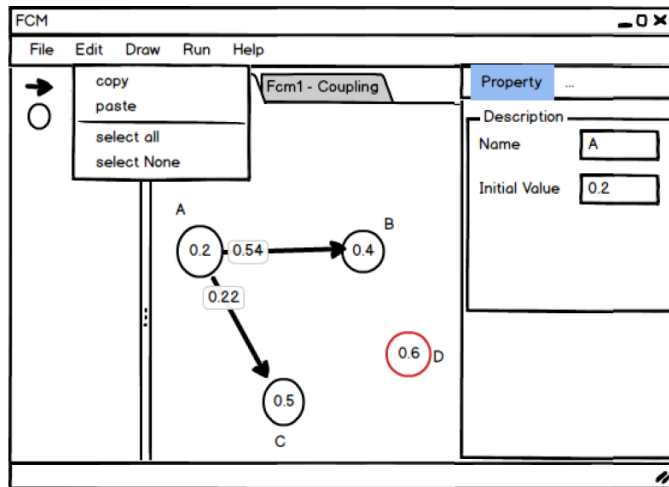 FCM
File Edit Draw Run Help
copy
paste
select all
select None
Fcm1 - Coupling
Property ...
Description
Name A
Initial Value 0.2
A
0.2 0.54 0.4
B
0.22
0.6 D
0.5
C